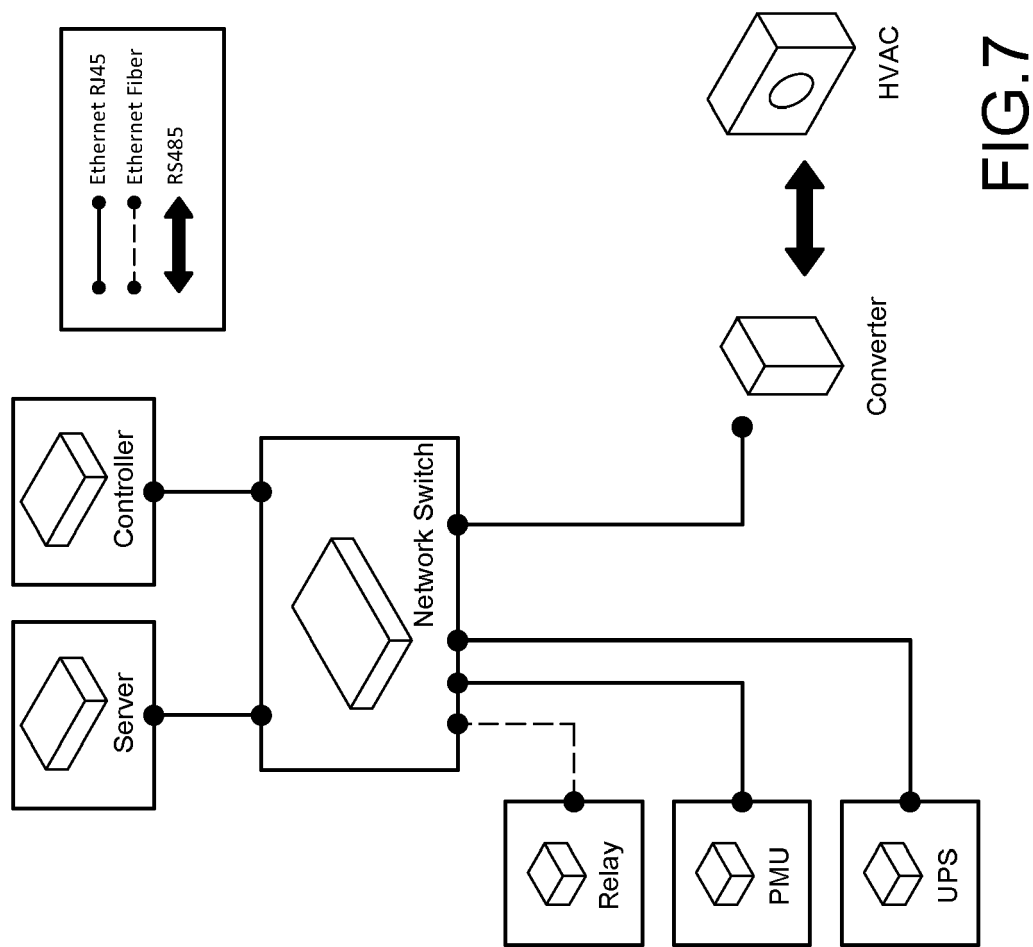 Ethernet RJ45
Ethernet Fiber
RS485
Server
Controller
Network Switch
Relay
PMU
UPS
Converter
HVAC
FIG.7